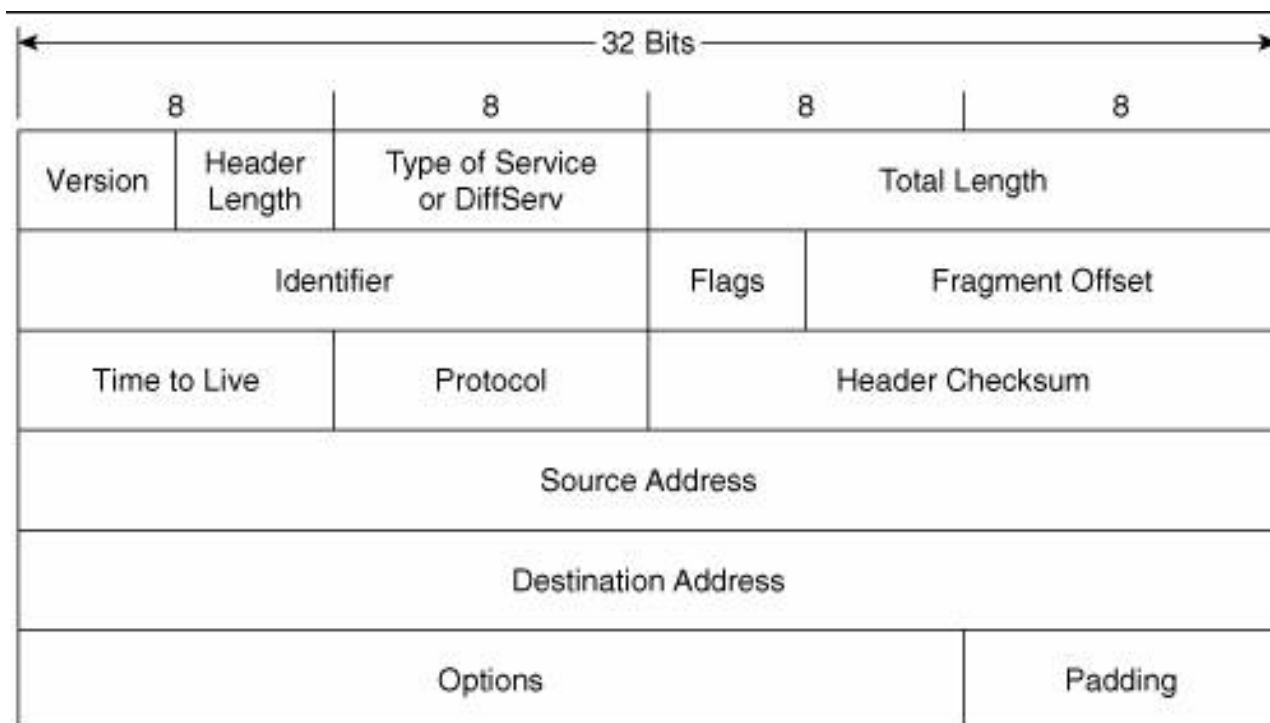 32 Bits
8 8 8 8
Version Header Length Type of Service or DiffServ Total Length
Identifier Flags Fragment Offset
Time to Live Protocol Header Checksum
Source Address
Destination Address
Options Padding